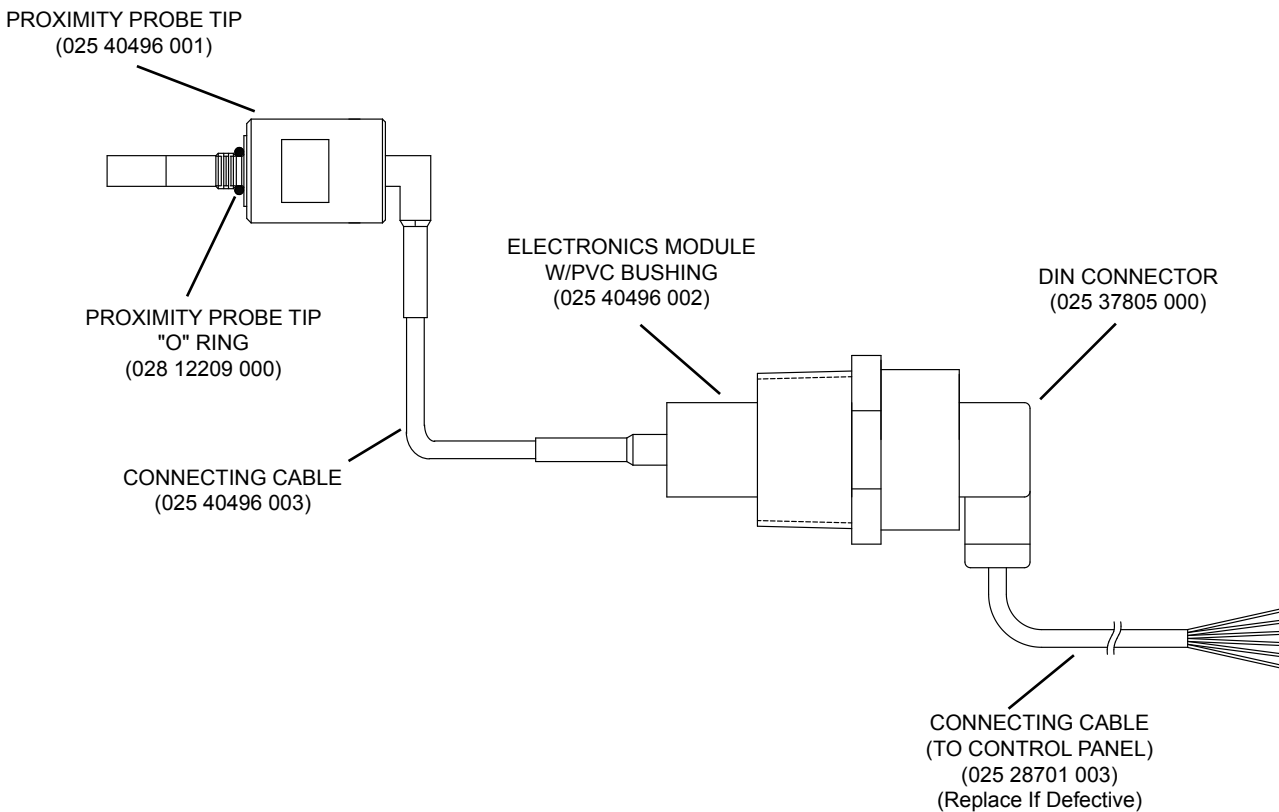 PROXIMITY PROBE TIP
(025 40496 001)
PROXIMITY PROBE TIP
"O" RING
(028 12209 000)
CONNECTING CABLE
(025 40496 003)
ELECTRONICS MODULE
W/PVC BUSHING
(025 40496 002)
DIN CONNECTOR
(025 37805 000)
CONNECTING CABLE
(TO CONTROL PANEL)
(025 28701 003)
(Replace If Defective)